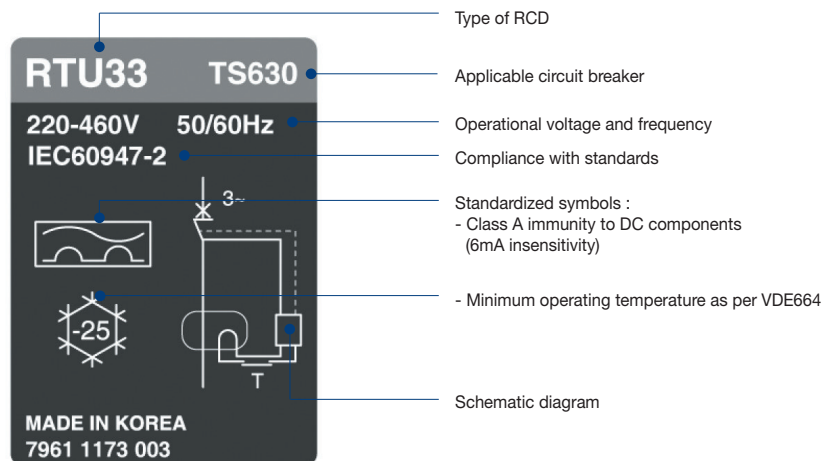 Type of RCD
RTU33 TS630
Applicable circuit breaker
220-460V 50/60Hz
Operational voltage and frequency
IEC60947-2
Compliance with standards
3~
Standardized symbols :
- Class A immunity to DC components
(6mA insensitivity)
-25
- Minimum operating temperature as per VDE664
T
Schematic diagram
MADE IN KOREA
7961 1173 003